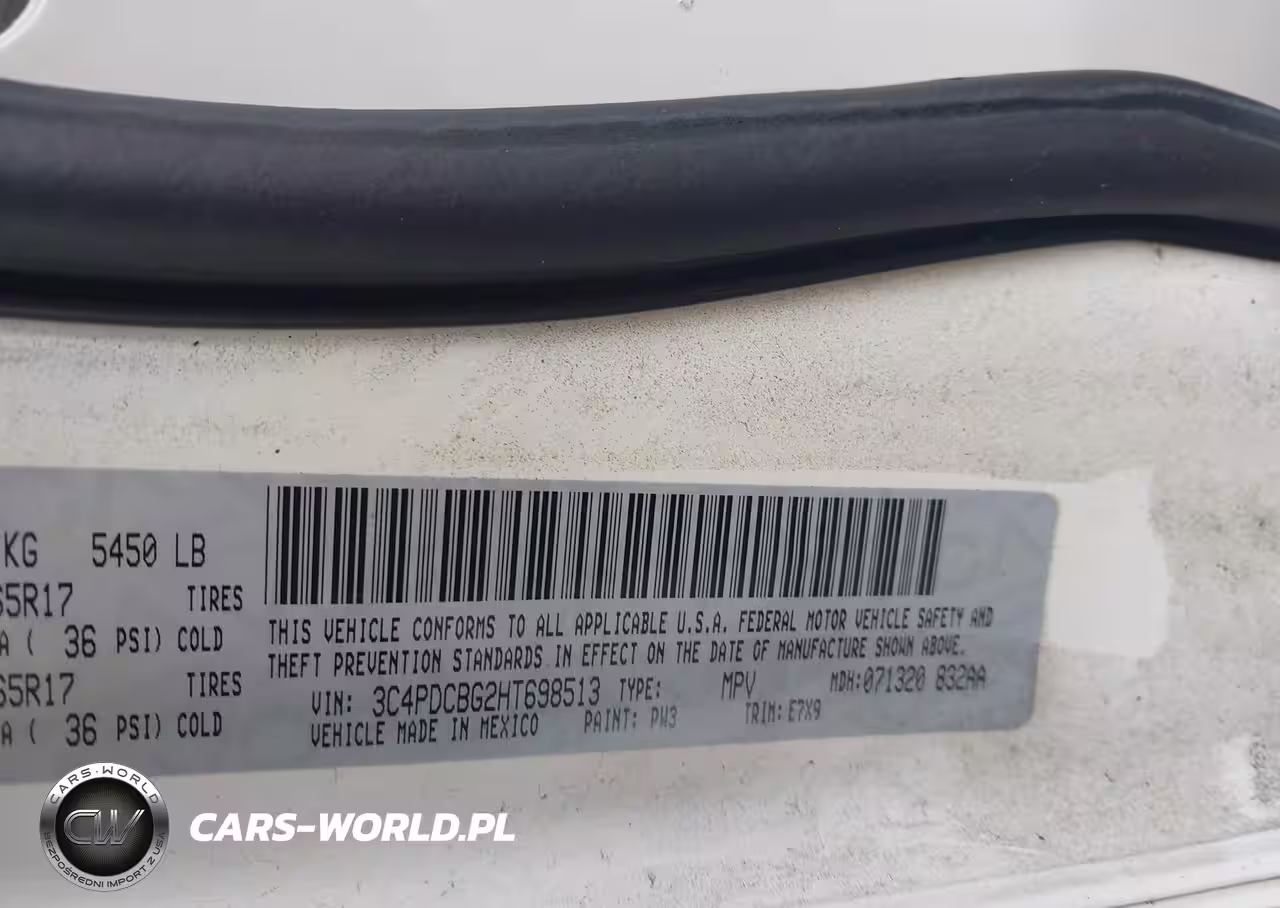 KG 5450 LB
65R17 TIRES
A ( 36 PSI) COLD
65R17 TIRES
A ( 36 PSI) COLD
THIS VEHICLE CONFORMS TO ALL APPLICABLE U.S.A. FEDERAL MOTOR VEHICLE SAFETY AND
THEFT PREVENTION STANDARDS IN EFFECT ON THE DATE OF MANUFACTURE SHOWN ABOVE.
VIN: 3C4PDCBG2HT698513 TYPE: MPV MDH:071320 832AA
VEHICLE MADE IN MEXICO PAINT: PW3 TRIM: E7X9
CARS-WORLD
CW
BEZPOŚREDNI IMPORT Z USA
CARS-WORLD.PL